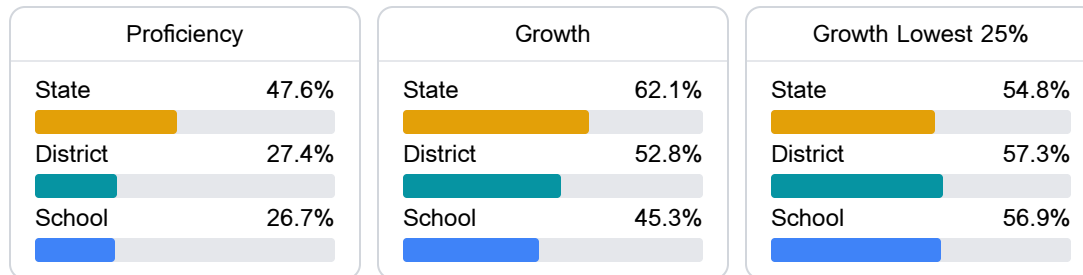 Proficiency
State 47.6%
District 27.4%
School 26.7%
Growth
State 62.1%
District 52.8%
School 45.3%
Growth Lowest 25%
State 54.8%
District 57.3%
School 56.9%